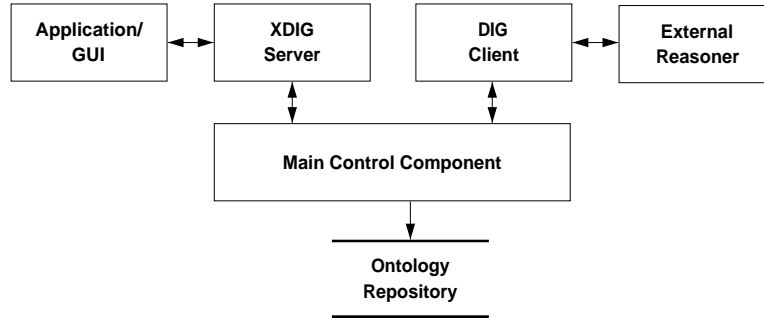 Application/
GUI
XDIG
Server
DIG
Client
External
Reasoner
Main Control Component
Ontology
Repository